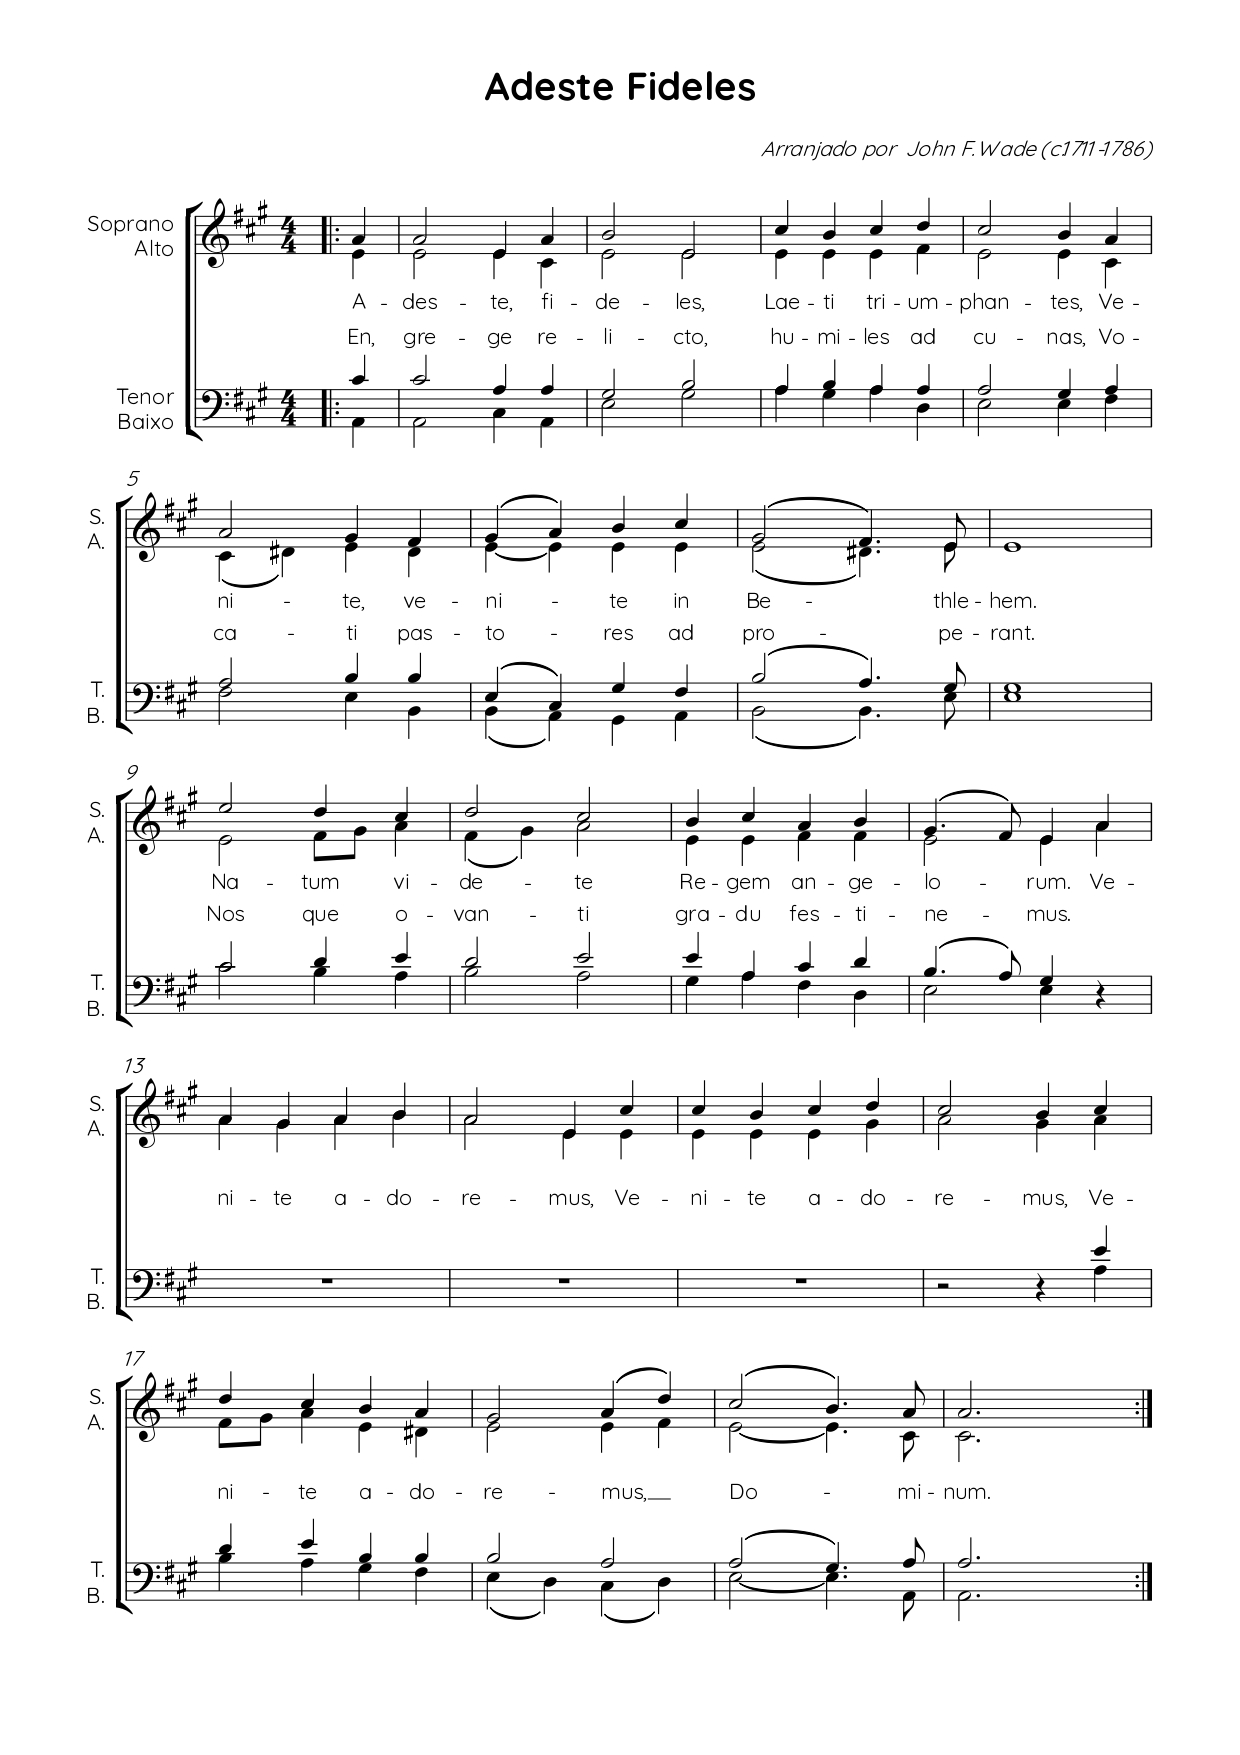 Adeste Fideles
Arranjado por John F.Wade (c.1711-1786)
Soprano
Alto
4
4
A - des - te, fi - de - les, Lae - ti tri - um - phan - tes, Ve -
En, gre - ge re - li - cto, hu - mi - les ad cu - nas, Vo -
Tenor
Baixo
4
4
5
S.
A.
ni - te, ve - ni - te in Be - thle - hem.
ca - ti pas - to - res ad pro - pe - rant.
T.
B.
9
S.
A.
Na - tum vi - de - te Re - gem an - ge - lo - rum. Ve -
Nos que o - van - ti gra - du fes - ti - ne - mus.
T.
B.
13
S.
A.
ni - te a - do - re - mus, Ve - ni - te a - do - re - mus, Ve -
T.
B.
17
S.
A.
ni - te a - do - re - mus,__ Do - mi - num.
T.
B.